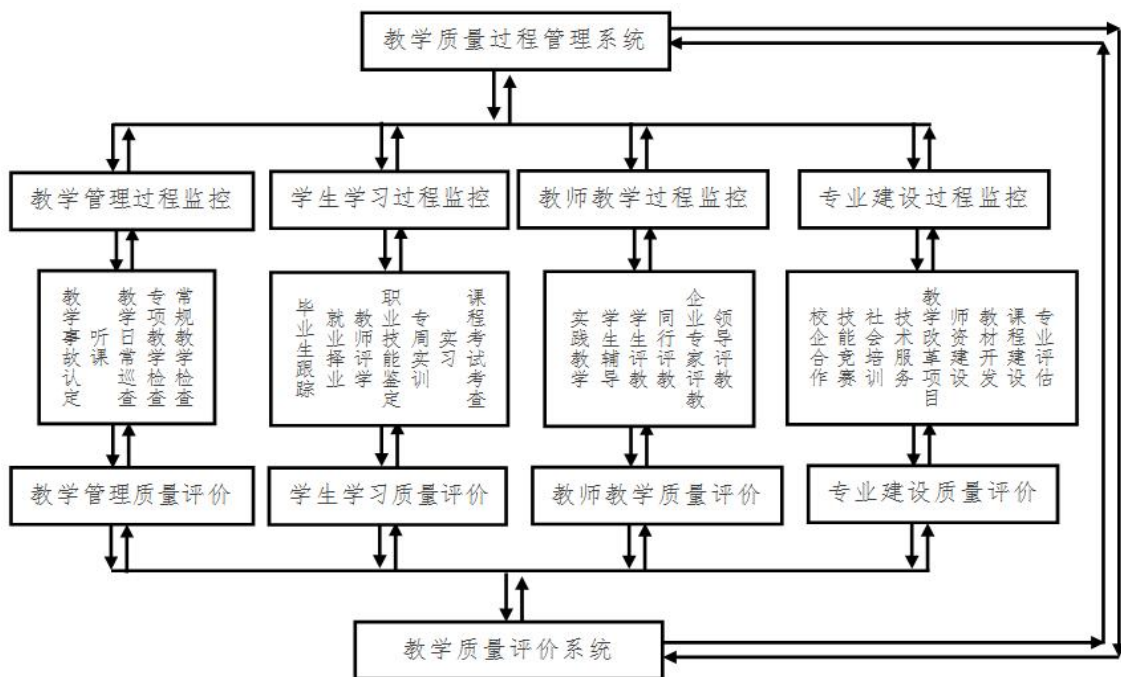 教学质量过程管理系统
教学管理过程监控
学生学习过程监控
教师教学过程监控
专业建设过程监控
教学事故认定
听课
教学日常巡查
专项教学检查
常规教学检查
毕业生跟踪
就业择业
教师评学
职业技能鉴定
专周实训
实习
课程考试考查
实践教学
学生辅导
学生评教
同行评教
企业专家评教
领导评教
校企合作
技能竞赛
社会培训
技术服务
教学改革项目
师资建设
教材开发
课程建设
专业评估
教学管理质量评价
学生学习质量评价
教师教学质量评价
专业建设质量评价
教学质量评价系统